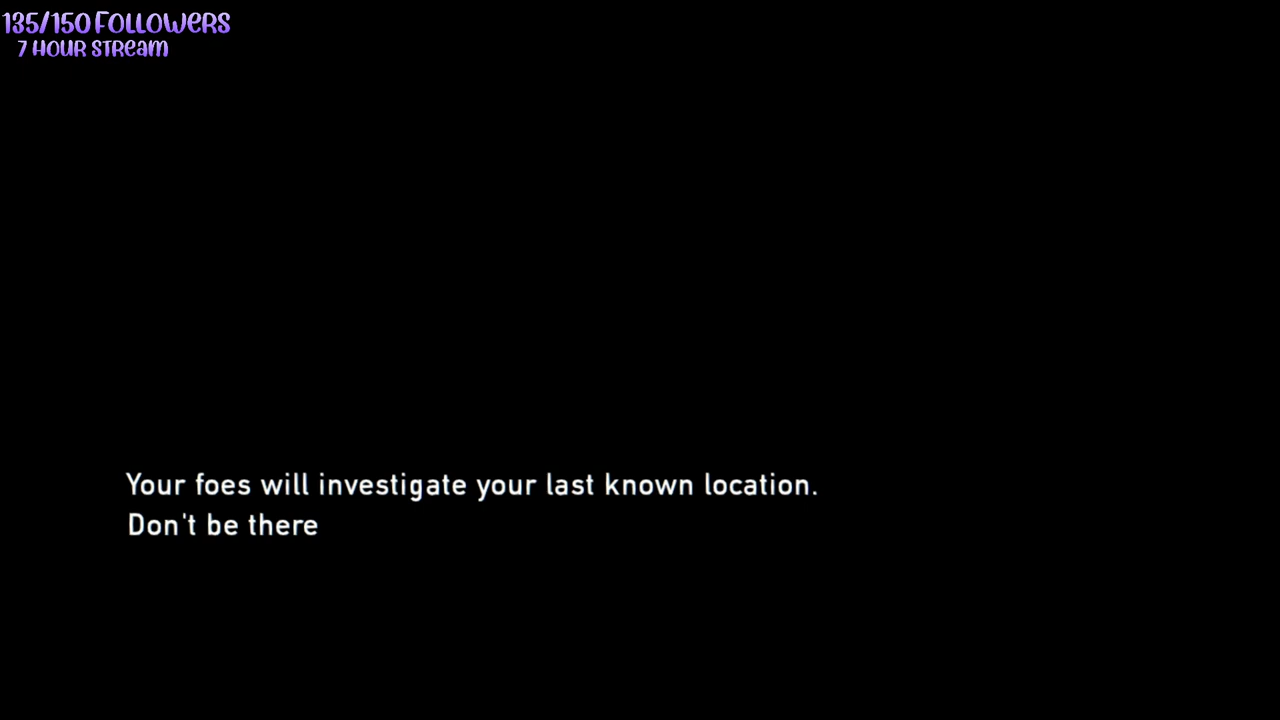 135/150 Followers
7 Hour Stream
Your foes will investigate your last known location.
Don't be there